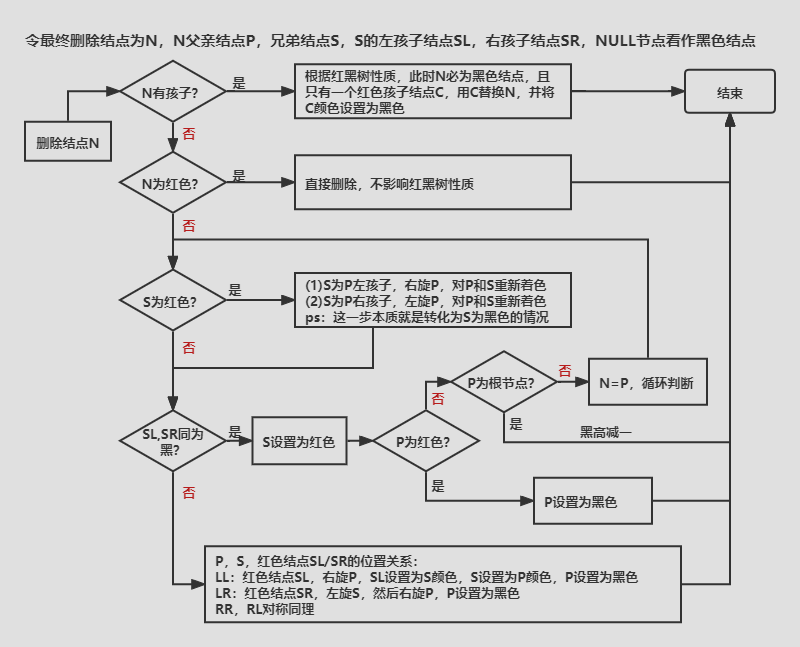 令最终删除结点为N，N父亲结点P，兄弟结点S，S的左孩子结点SL，右孩子结点SR，NULL节点看作黑色结点
N有孩子?
是
根据红黑树性质，此时N必为黑色结点，且
只有一个红色孩子结点C，用C替换N，并将
C颜色设置为黑色
结束
删除结点N
否
N为红色?
是
直接删除，不影响红黑树性质
否
S为红色?
是
(1)S为P左孩子，右旋P，对P和S重新着色
(2)S为P右孩子，左旋P，对P和S重新着色
ps：这一步本质就是转化为S为黑色的情况
否
P为根节点?
否
N=P，循环判断
否
是
黑高减一
SL,SR同为
黑?
是
S设置为红色
P为红色?
是
P设置为黑色
否
P，S，红色结点SL/SR的位置关系：
LL：红色结点SL，右旋P，SL设置为S颜色，S设置为P颜色，P设置为黑色
LR：红色结点SR，左旋S，然后右旋P，P设置为黑色
RR，RL对称同理